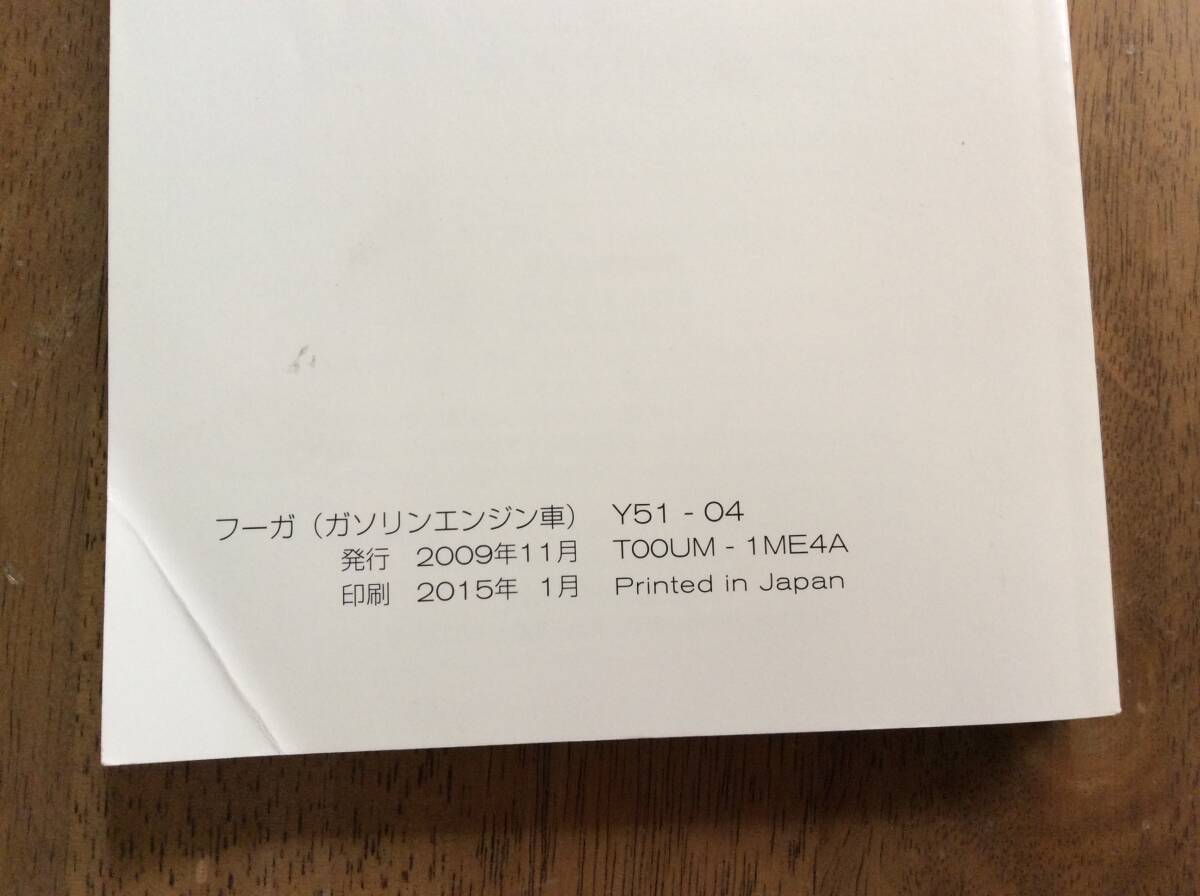 フーガ（ガソリンエンジン車） Y51 - 04
発行 2009年11月 T00UM - 1ME4A
印刷 2015年 1月 Printed in Japan